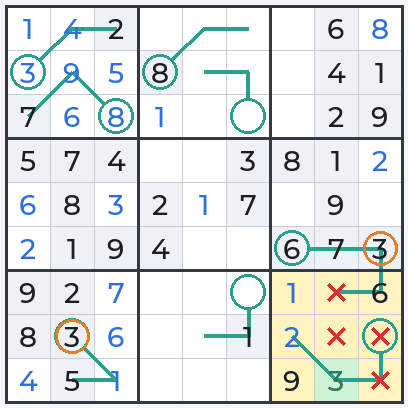 1 4 2 6 8
3 9 5 8 4 1
7 6 8 1 2 9
5 7 4 3 8 1 2
6 8 3 2 1 7 9
2 1 9 4 6 7 3
9 2 7 1 6
8 3 6 1 2
4 5 1 9 3